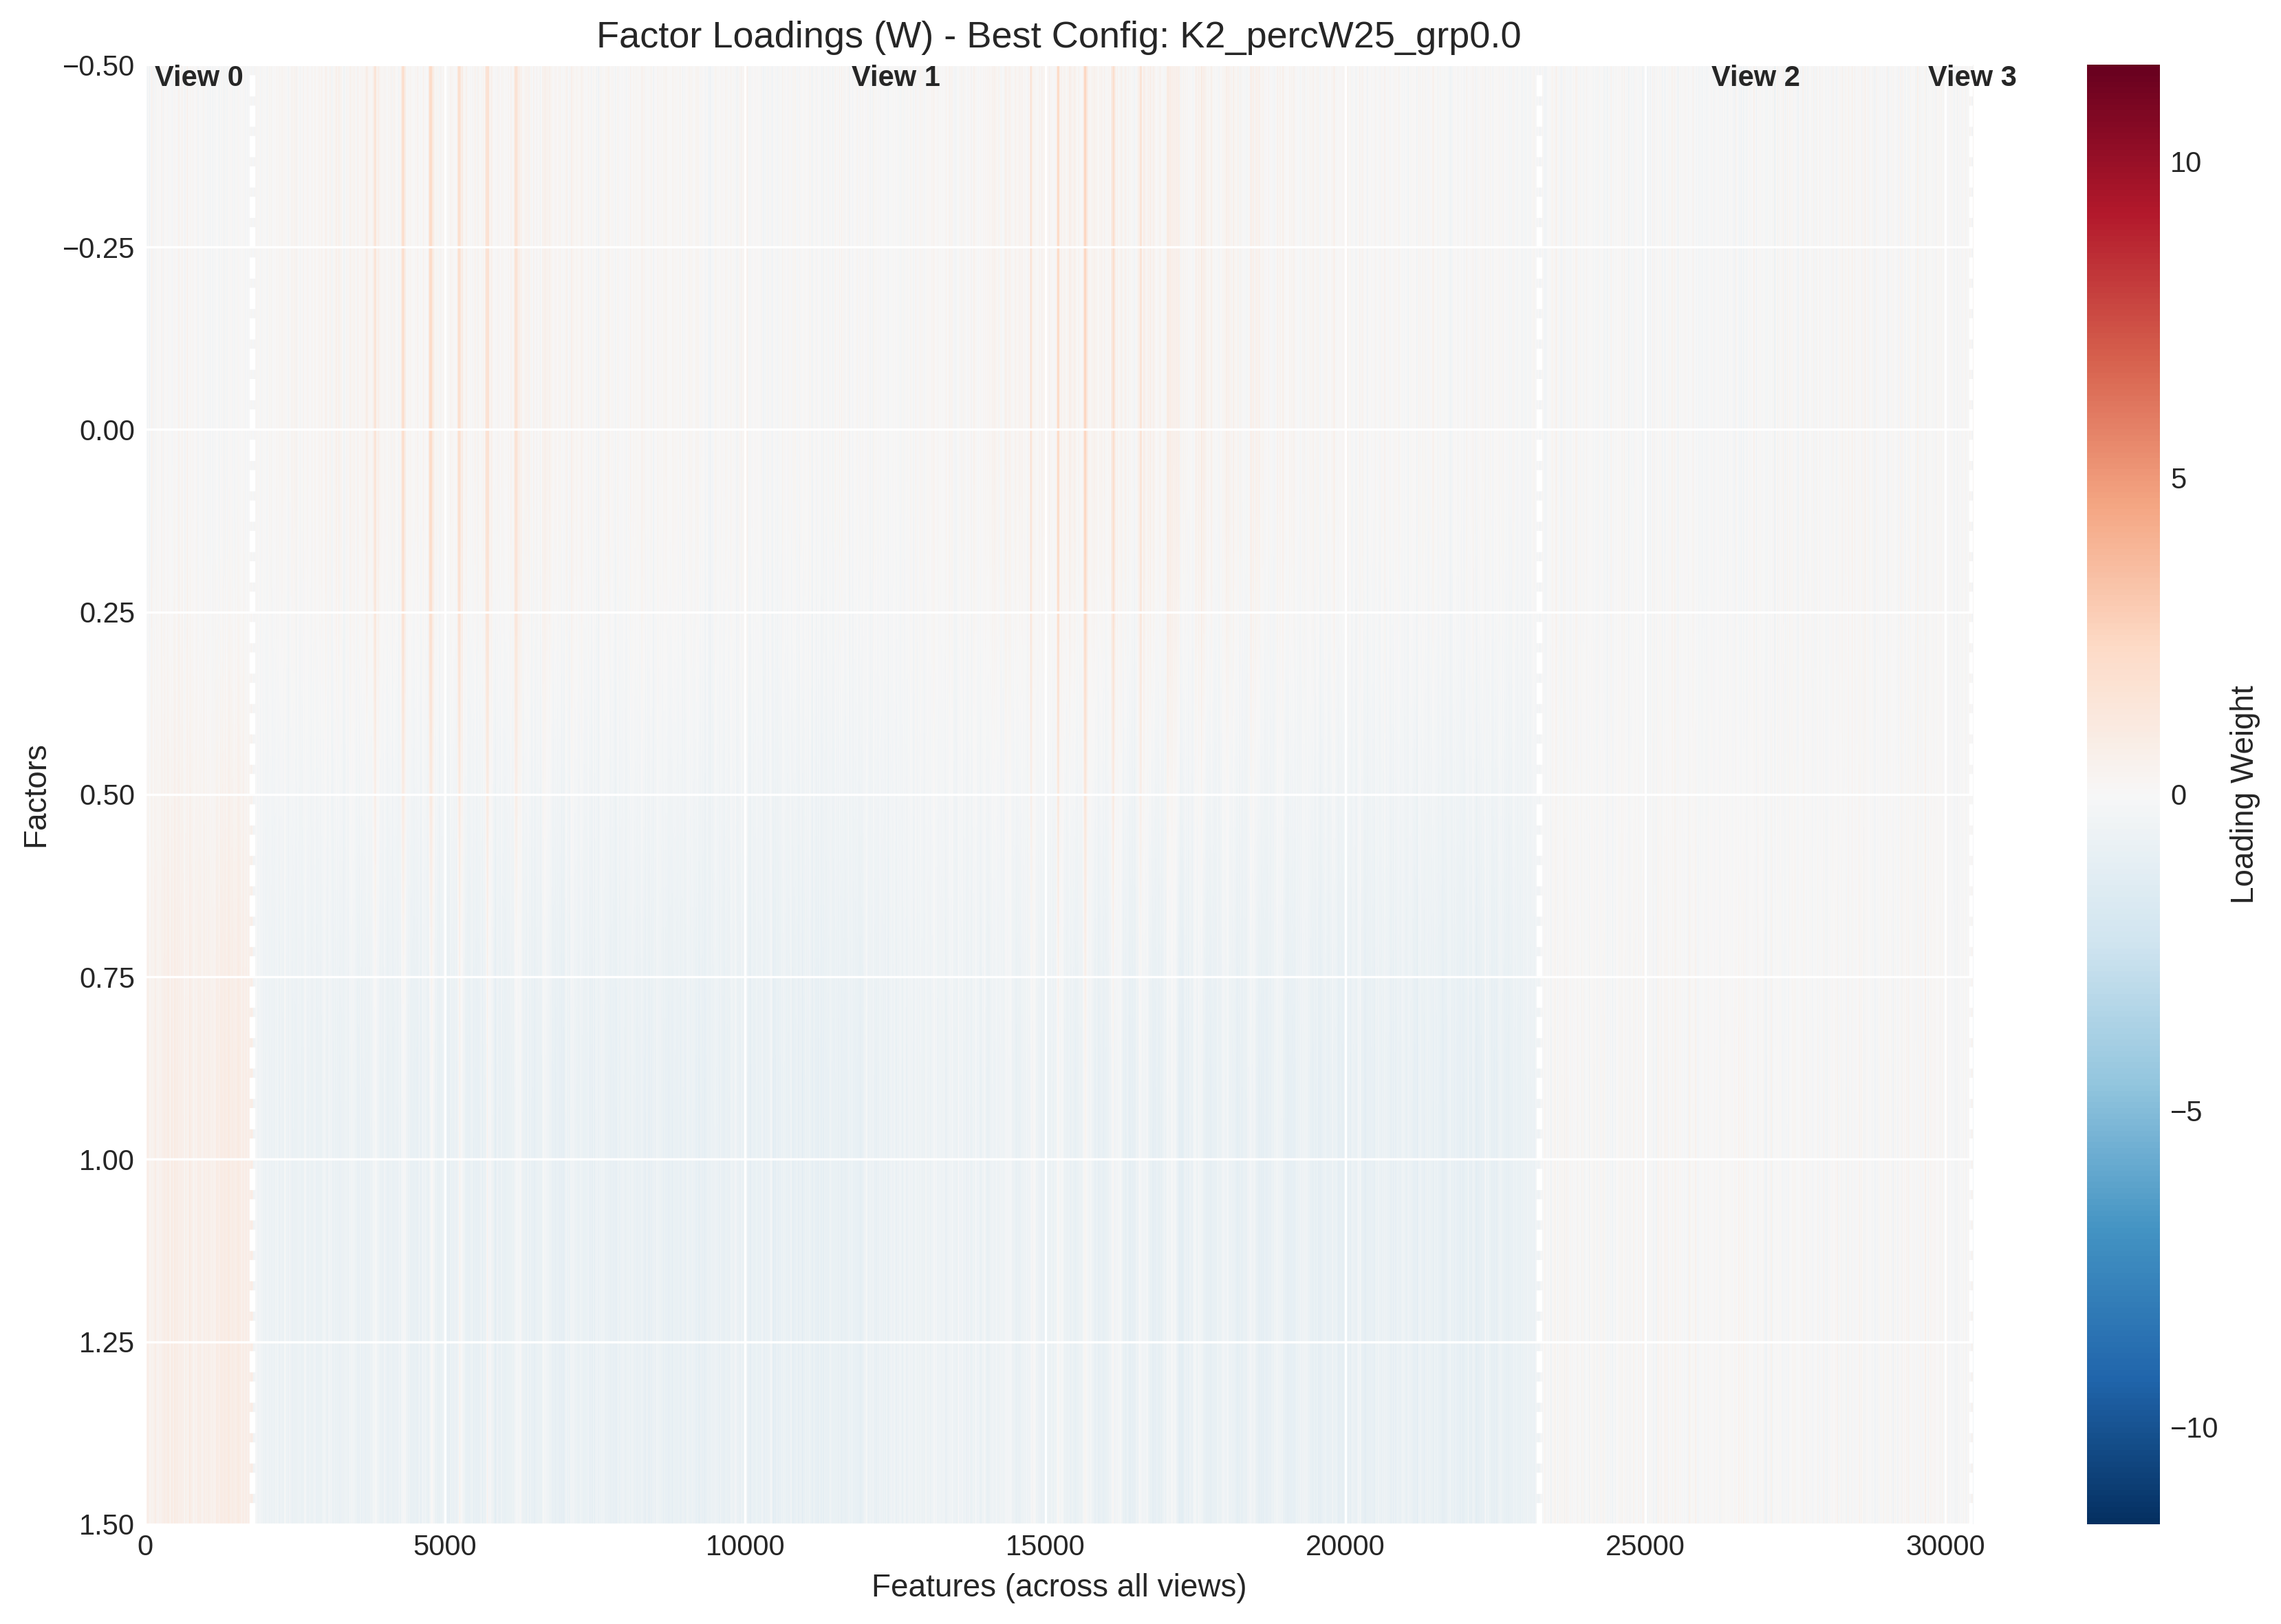 Factor Loadings (W) - Best Config: K2_percW25_grp0.0
View 0
View 1
View 2
View 3
−0.50
−0.25
0.00
0.25
0.50
0.75
1.00
1.25
1.50
Factors
0
5000
10000
15000
20000
25000
30000
Features (across all views)
10
5
0
−5
−10
Loading Weight